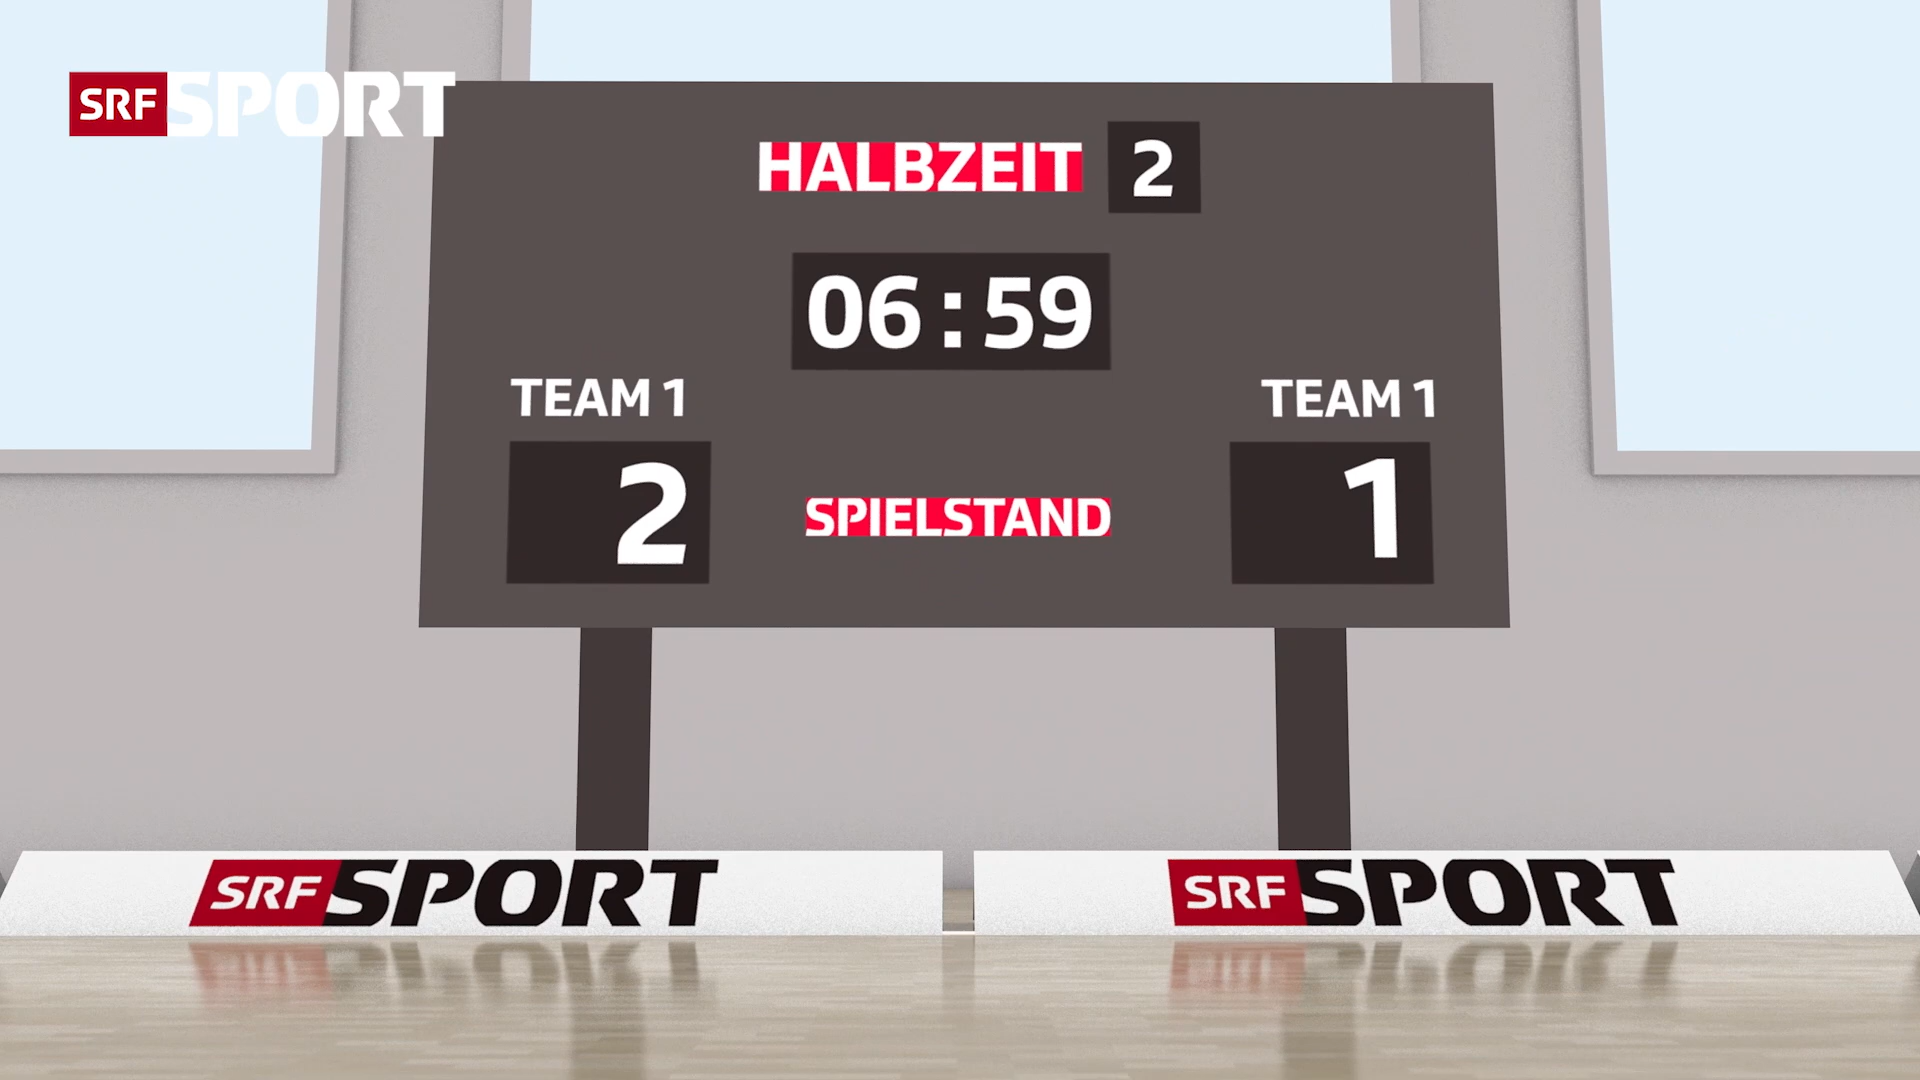 SRF SPORT
HALBZEIT 2
06:59
TEAM 1 TEAM 1
2 SPIELSTAND 1
SRF SPORT SRF SPORT